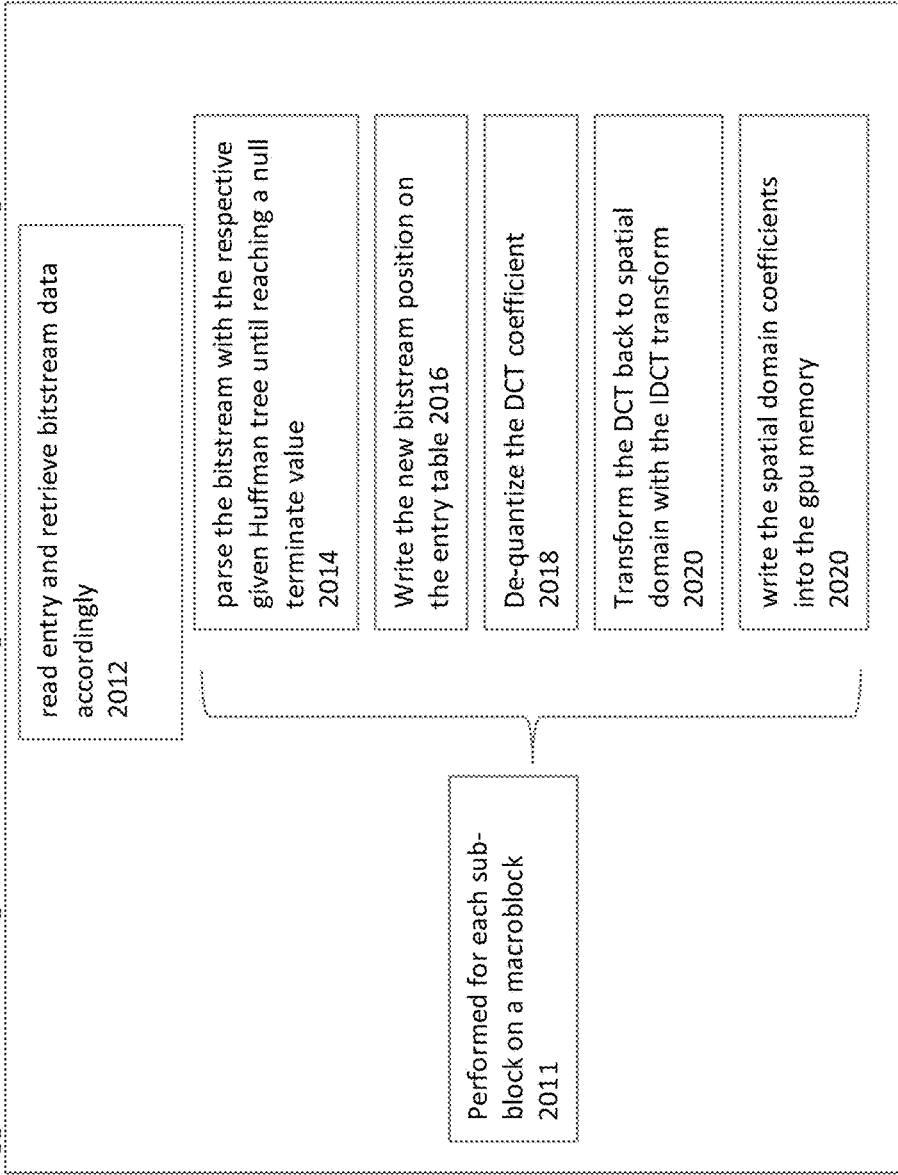 read entry and retrieve bitstream data
accordingly
2012
Performed for each sub-
block on a macroblock
2011
parse the bitstream with the respective
given Huffman tree until reaching a null
terminate value
2014
Write the new bitstream position on
the entry table 2016
De-quantize the DCT coefficient
2018
Transform the DCT back to spatial
domain with the IDCT transform
2020
write the spatial domain coefficients
into the gpu memory
2020